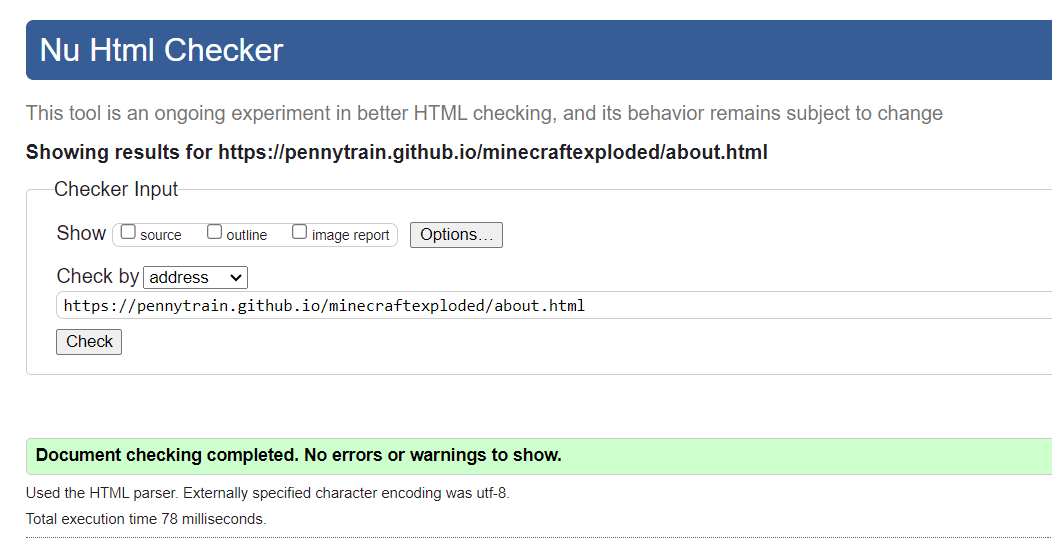 Nu Html Checker
This tool is an ongoing experiment in better HTML checking, and its behavior remains subject to change
Showing results for https://pennytrain.github.io/minecraftexploded/about.html
Checker Input
Show source outline image report Options...
Check by address
https://pennytrain.github.io/minecraftexploded/about.html
Check
Document checking completed. No errors or warnings to show.
Used the HTML parser. Externally specified character encoding was utf-8.
Total execution time 78 milliseconds.